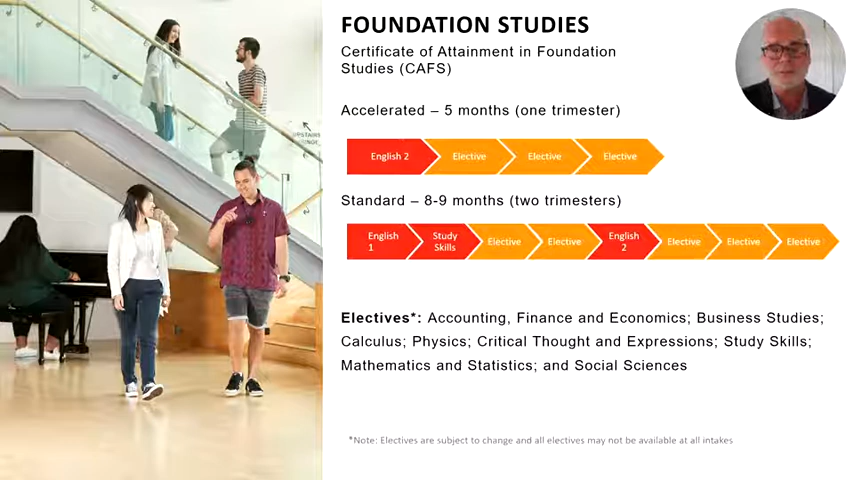 FOUNDATION STUDIES
Certificate of Attainment in Foundation
Studies (CAFS)
Accelerated – 5 months (one trimester)
English 2
Elective
Elective
Elective
Standard – 8-9 months (two trimesters)
English
1
Study
Skills
Elective
Elective
English
2
Elective
Elective
Elective
Electives*: Accounting, Finance and Economics; Business Studies;
Calculus; Physics; Critical Thought and Expressions; Study Skills;
Mathematics and Statistics; and Social Sciences
*Note: Electives are subject to change and all electives may not be available at all intakes